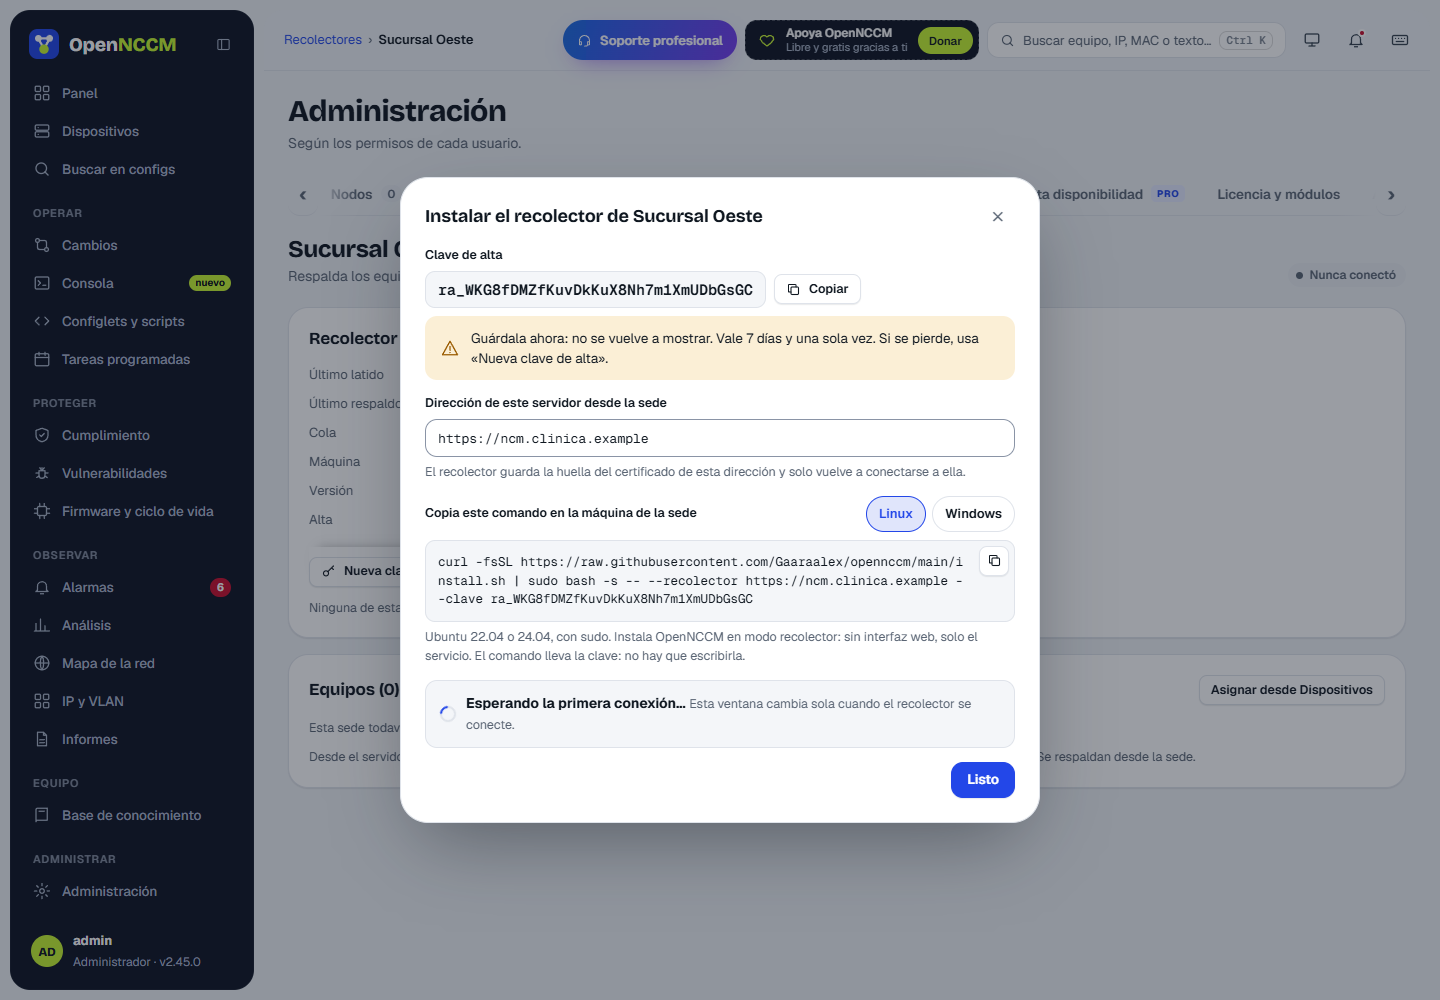 OpenNCCM
Panel
Dispositivos
Buscar en configs
OPERAR
Cambios
Consola
nuevo
Configlets y scripts
Tareas programadas
PROTEGER
Cumplimiento
Vulnerabilidades
Firmware y ciclo de vida
OBSERVAR
Alarmas
6
Análisis
Mapa de la red
IP y VLAN
Informes
EQUIPO
Base de conocimiento
ADMINISTRAR
Administración
AD
admin
Administrador · v2.45.0
Recolectores › Sucursal Oeste
Soporte profesional
Apoya OpenNCCM
Libre y gratis gracias a ti
Donar
Buscar equipo, IP, MAC o texto...
Ctrl K
Administración
Según los permisos de cada usuario.
‹
Nodos 0
ta disponibilidad PRO
Licencia y módulos
›
Sucursal
Respalda los equi
Nunca conectó
Recolector
Último latido
Último respaldo
Cola
Máquina
Versión
Alta
Nueva cla
Ninguna de esta
Equipos (0)
Asignar desde Dispositivos
Esta sede todav
Desde el servido
Se respaldan desde la sede.
Instalar el recolector de Sucursal Oeste
Clave de alta
ra_WKG8fDMZfKuvDkKuX8Nh7m1XmUDbGsGC
Copiar
Guárdala ahora: no se vuelve a mostrar. Vale 7 días y una sola vez. Si se pierde, usa
«Nueva clave de alta».
Dirección de este servidor desde la sede
https://ncm.clinica.example
El recolector guarda la huella del certificado de esta dirección y solo vuelve a conectarse a ella.
Copia este comando en la máquina de la sede
Linux
Windows
curl -fsSL https://raw.githubusercontent.com/Gaaraalex/openccm/main/i
nstall.sh | sudo bash -s -- --recolector https://ncm.clinica.example -
-clave ra_WKG8fDMZfKuvDkKuX8Nh7m1XmUDbGsGC
Ubuntu 22.04 o 24.04, con sudo. Instala OpenNCCM en modo recolector: sin interfaz web, solo el
servicio. El comando lleva la clave: no hay que escribirla.
Esperando la primera conexión... Esta ventana cambia sola cuando el recolector se
conecte.
Listo